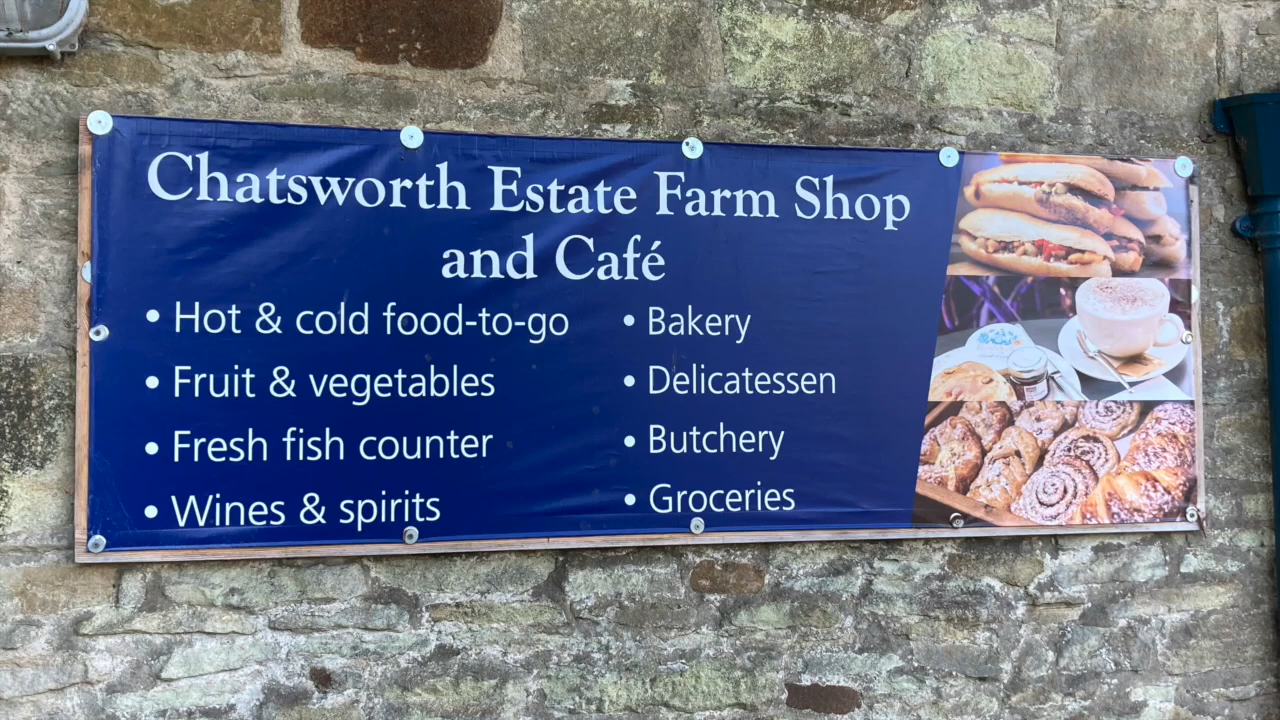 Chatsworth Estate Farm Shop
and Café
• Hot & cold food-to-go
• Fruit & vegetables
• Fresh fish counter
• Wines & spirits
• Bakery
• Delicatessen
• Butchery
• Groceries